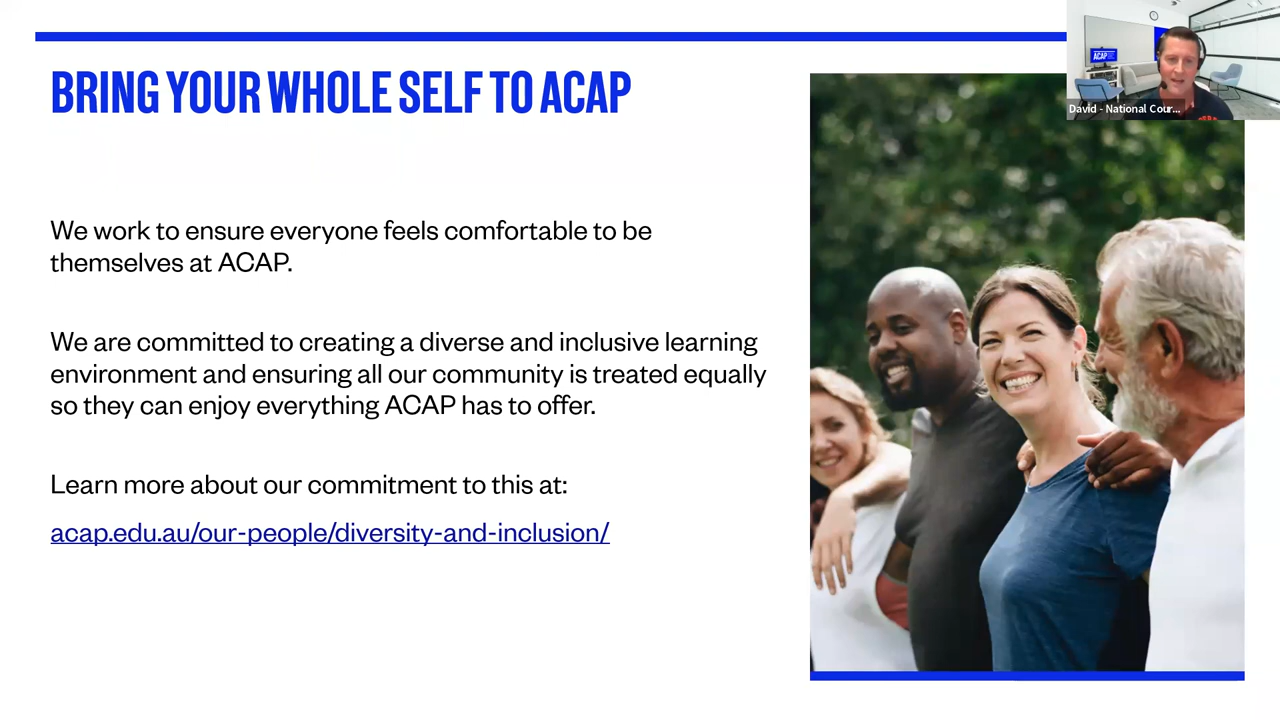 BRING YOUR WHOLE SELF TO ACAP
ACAP
David - National Cour...
We work to ensure everyone feels comfortable to be
themselves at ACAP.
We are committed to creating a diverse and inclusive learning
environment and ensuring all our community is treated equally
so they can enjoy everything ACAP has to offer.
Learn more about our commitment to this at:
acap.edu.au/our-people/diversity-and-inclusion/